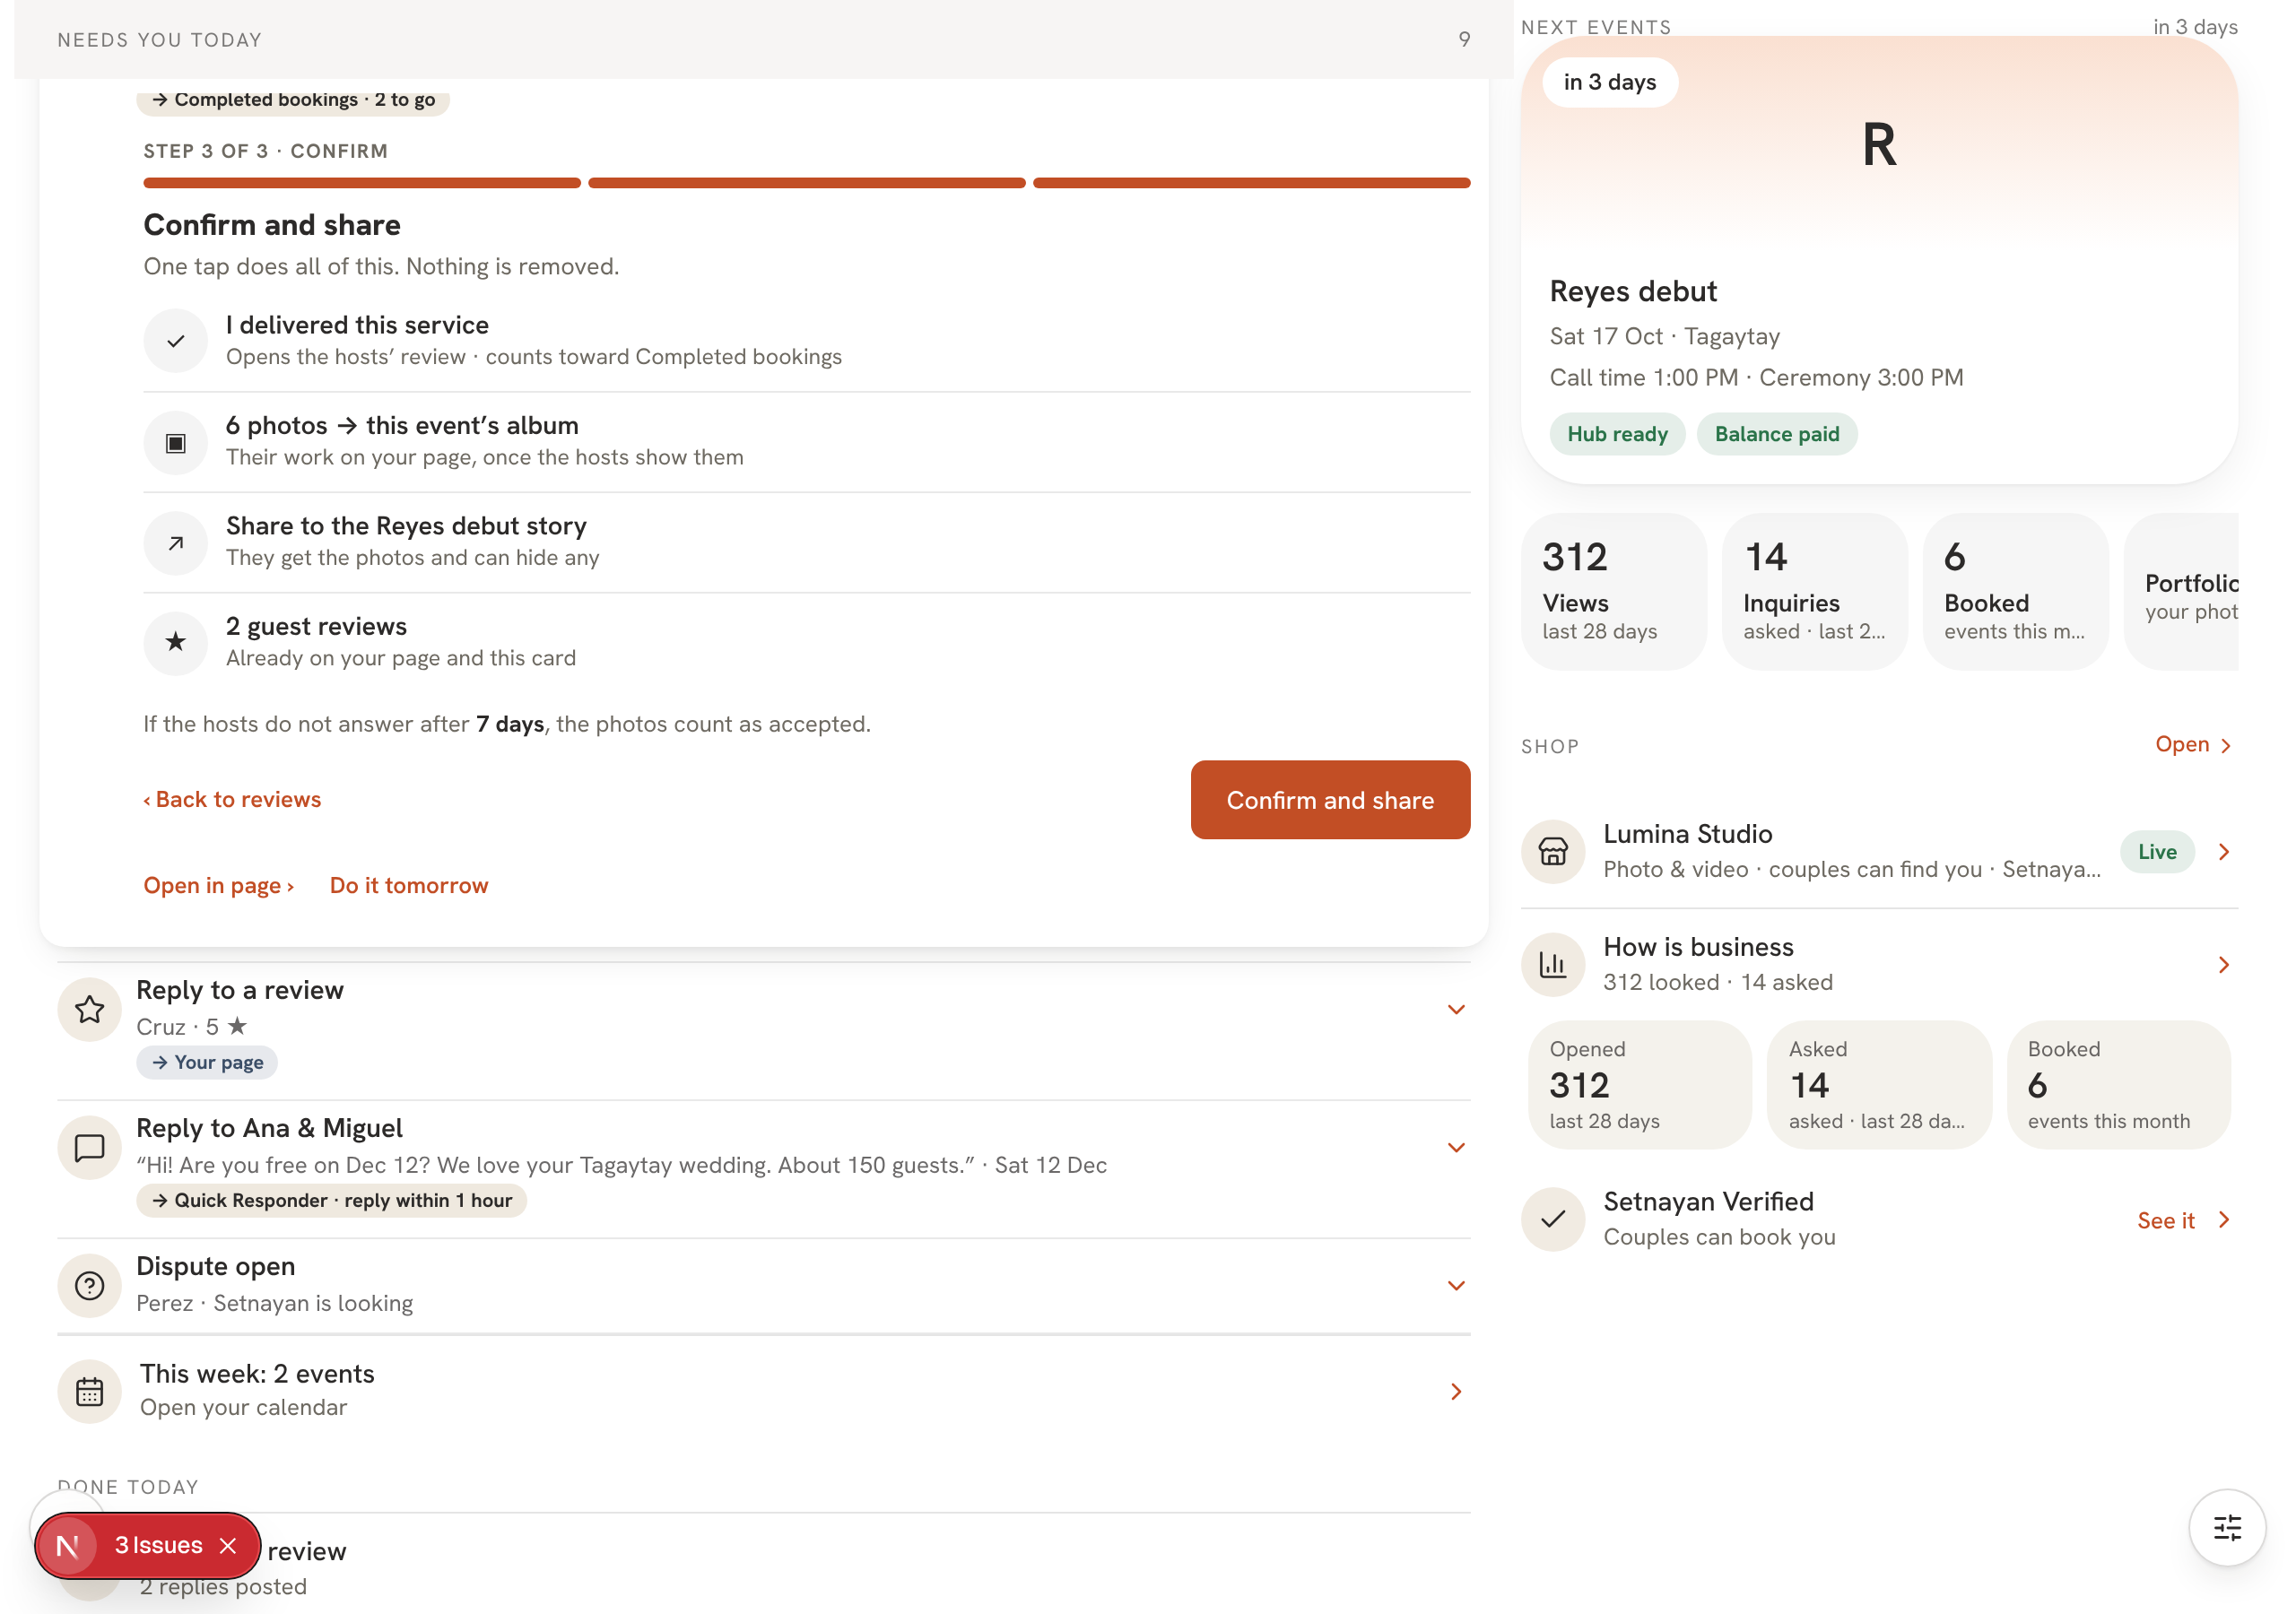 NEEDS YOU TODAY
9
→ Completed bookings · 2 to go
STEP 3 OF 3 · CONFIRM
Confirm and share
One tap does all of this. Nothing is removed.
✓
I delivered this service
Opens the hosts’ review · counts toward Completed bookings
▣
6 photos → this event’s album
Their work on your page, once the hosts show them
↗
Share to the Reyes debut story
They get the photos and can hide any
★
2 guest reviews
Already on your page and this card
If the hosts do not answer after 7 days, the photos count as accepted.
‹ Back to reviews
Confirm and share
Open in page ›
Do it tomorrow
Reply to a review
Cruz · 5 ★
→ Your page
Reply to Ana & Miguel
“Hi! Are you free on Dec 12? We love your Tagaytay wedding. About 150 guests.” · Sat 12 Dec
→ Quick Responder · reply within 1 hour
Dispute open
Perez · Setnayan is looking
This week: 2 events
Open your calendar
DONE TODAY
review
2 replies posted
N 3 Issues
NEXT EVENTS
in 3 days
in 3 days
R
Reyes debut
Sat 17 Oct · Tagaytay
Call time 1:00 PM · Ceremony 3:00 PM
Hub ready
Balance paid
312
Views
last 28 days
14
Inquiries
asked · last 2...
6
Booked
events this m...
Portfolio
your phot
SHOP
Open
Lumina Studio
Photo & video · couples can find you · Setnaya...
Live
How is business
312 looked · 14 asked
Opened
312
last 28 days
Asked
14
asked · last 28 da...
Booked
6
events this month
Setnayan Verified
Couples can book you
See it